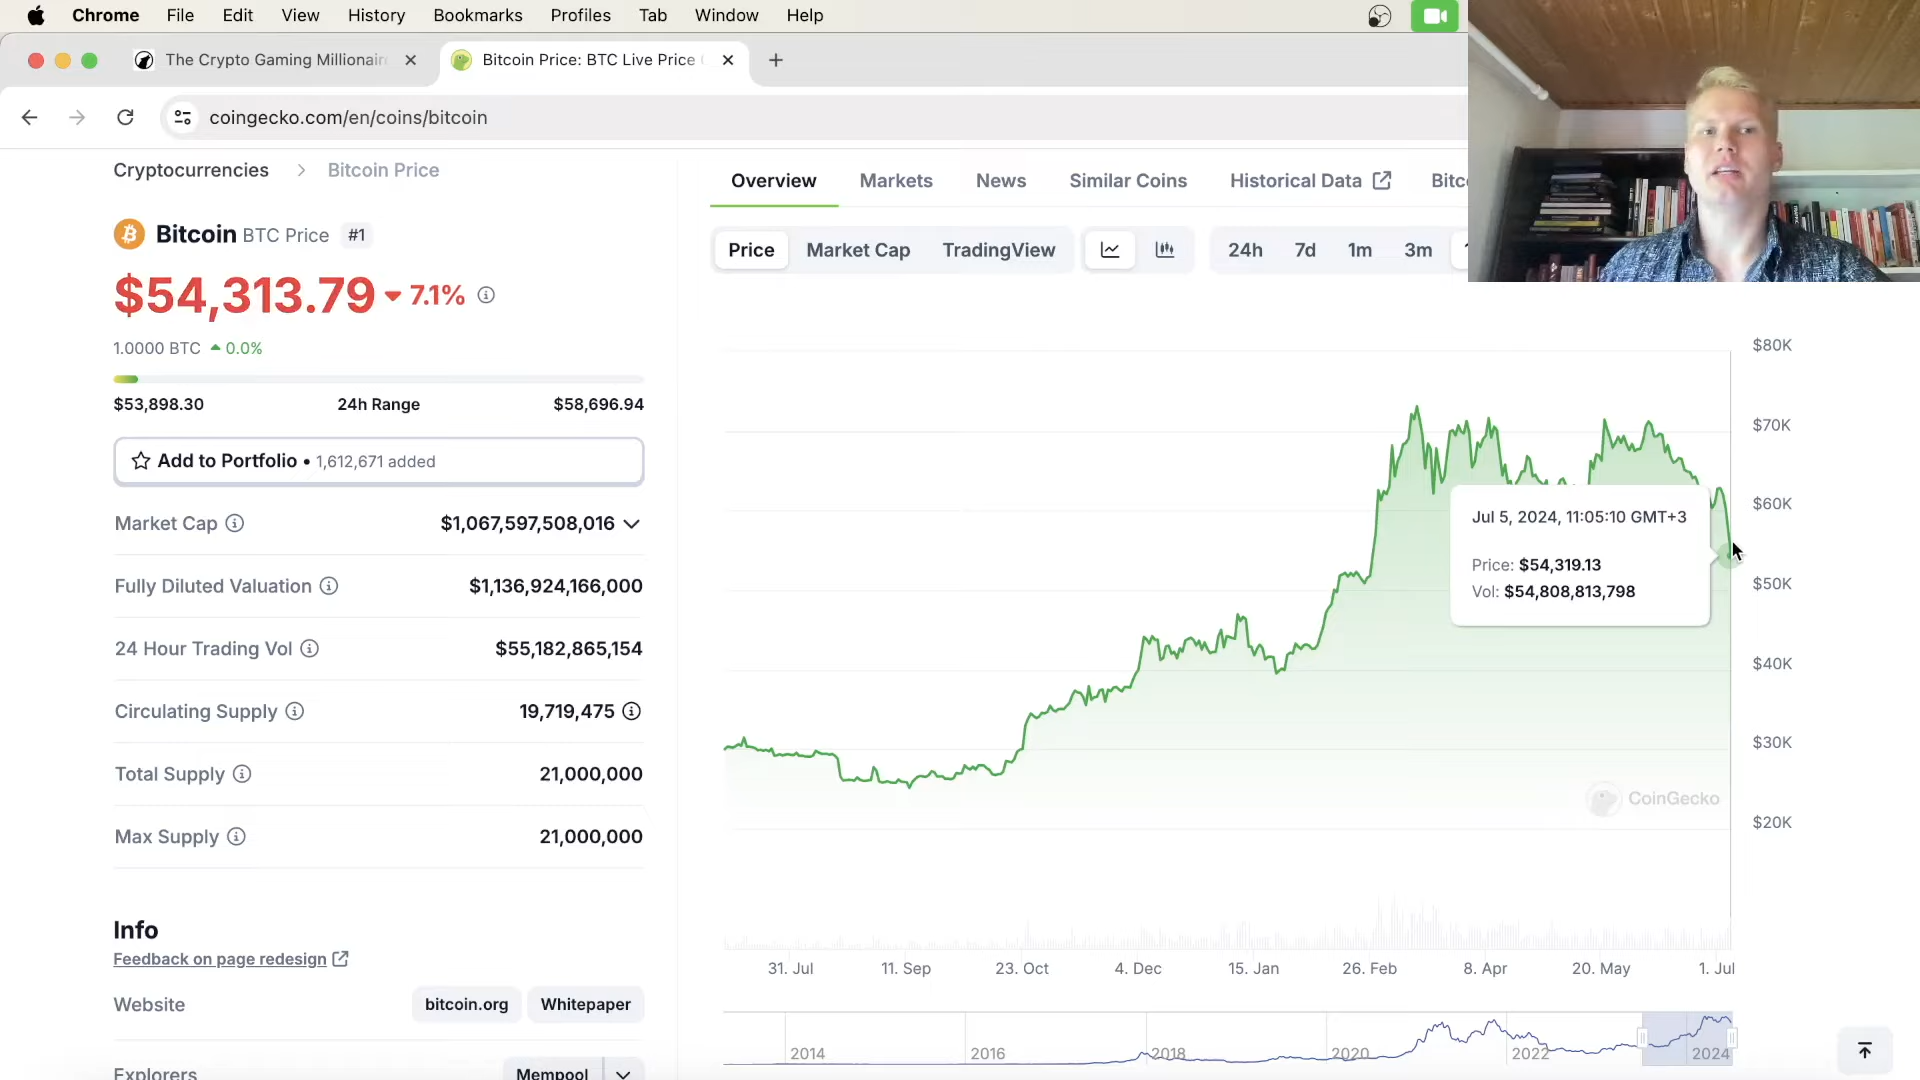 Chrome File Edit View History Bookmarks Profiles Tab Window Help
The Crypto Gaming Millionair
Bitcoin Price: BTC Live Price
coingecko.com/en/coins/bitcoin
Cryptocurrencies > Bitcoin Price
Bitcoin BTC Price #1
$54,313.79 7.1%
1.0000 BTC 0.0%
$53,898.30 24h Range $58,696.94
Add to Portfolio • 1,612,671 added
Market Cap $1,067,597,508,016
Fully Diluted Valuation $1,136,924,166,000
24 Hour Trading Vol $55,182,865,154
Circulating Supply 19,719,475
Total Supply 21,000,000
Max Supply 21,000,000
Info
Feedback on page redesign
Website bitcoin.org Whitepaper
Explorers Mempool
Overview Markets News Similar Coins Historical Data Bitc
Price Market Cap TradingView 24h 7d 1m 3m
$80K
$70K
$60K
$50K
$40K
$30K
$20K
Jul 5, 2024, 11:05:10 GMT+3
Price: $54,319.13
Vol: $54,808,813,798
CoinGecko
31. Jul 11. Sep 23. Oct 4. Dec 15. Jan 26. Feb 8. Apr 20. May 1. Jul
2014 2016 2018 2020 2022 2024